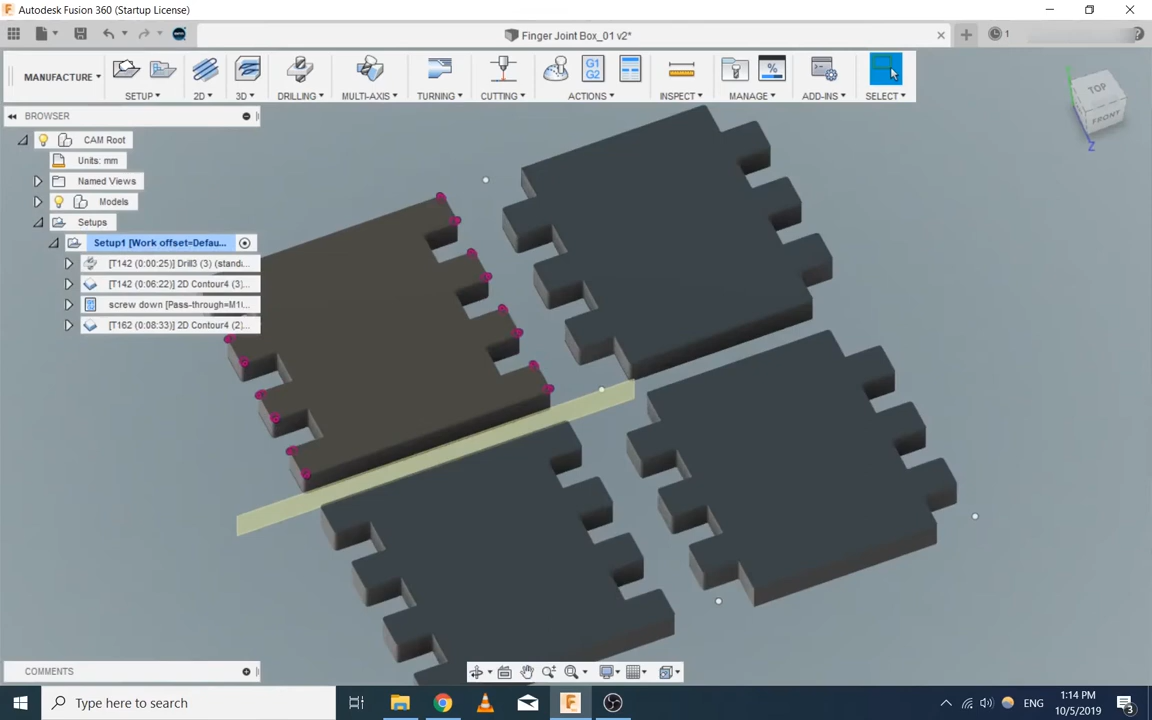 Autodesk Fusion 360 (Startup License)
Finger Joint Box_01 v2*
1
MANUFACTURE
G1
G2
%
SETUP
2D
3D
DRILLING
MULTI-AXIS
TURNING
CUTTING
ACTIONS
INSPECT
MANAGE
ADD-INS
SELECT
BROWSER
CAM Root
Units: mm
Named Views
Models
Setups
Setup1 [Work offset=Defau...
[T142 (0:00:25)] Drill3 (3) (standi...
[T142 (0:06:22)] 2D Contour4 (3)...
screw down [Pass-through=M1(...
[T162 (0:08:33)] 2D Contour4 (2)...
TOP
FRONT
Z
COMMENTS
Type here to search
ENG
1:14 PM
10/5/2019
3